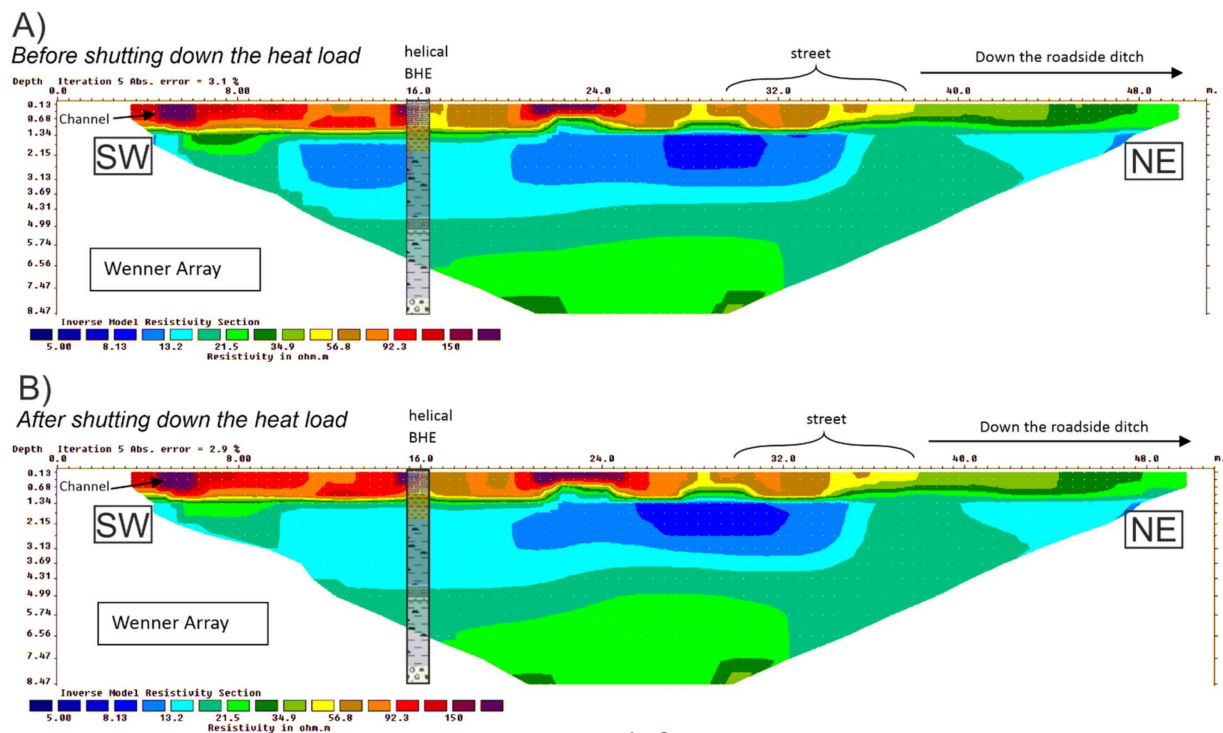 A)
Before shutting down the heat load
helical
BHE
street
Down the roadside ditch
Depth Iteration 5 Abs. error = 3.1 %
0.0 8.00 16.0 24.0 32.0 40.0 48.0 m.
0.13
0.68
Channel
1.34
SW
NE
2.15
3.13
3.69
4.31
4.99
5.74
6.56
Wenner Array
7.47
8.47
Inverse Model Resistivity Section
5.00 8.13 13.2 21.5 34.9 56.8 92.3 150
Resistivity in ohm.m
B)
After shutting down the heat load
helical
BHE
street
Down the roadside ditch
Depth Iteration 5 Abs. error = 2.9 %
0.0 8.00 16.0 24.0 32.0 40.0 48.0 m.
0.13
0.68
Channel
1.34
SW
NE
2.15
3.13
3.69
4.31
4.99
5.74
Wenner Array
6.56
7.47
8.47
Inverse Model Resistivity Section
5.00 8.13 13.2 21.5 34.9 56.8 92.3 150
Resistivity in ohm.m